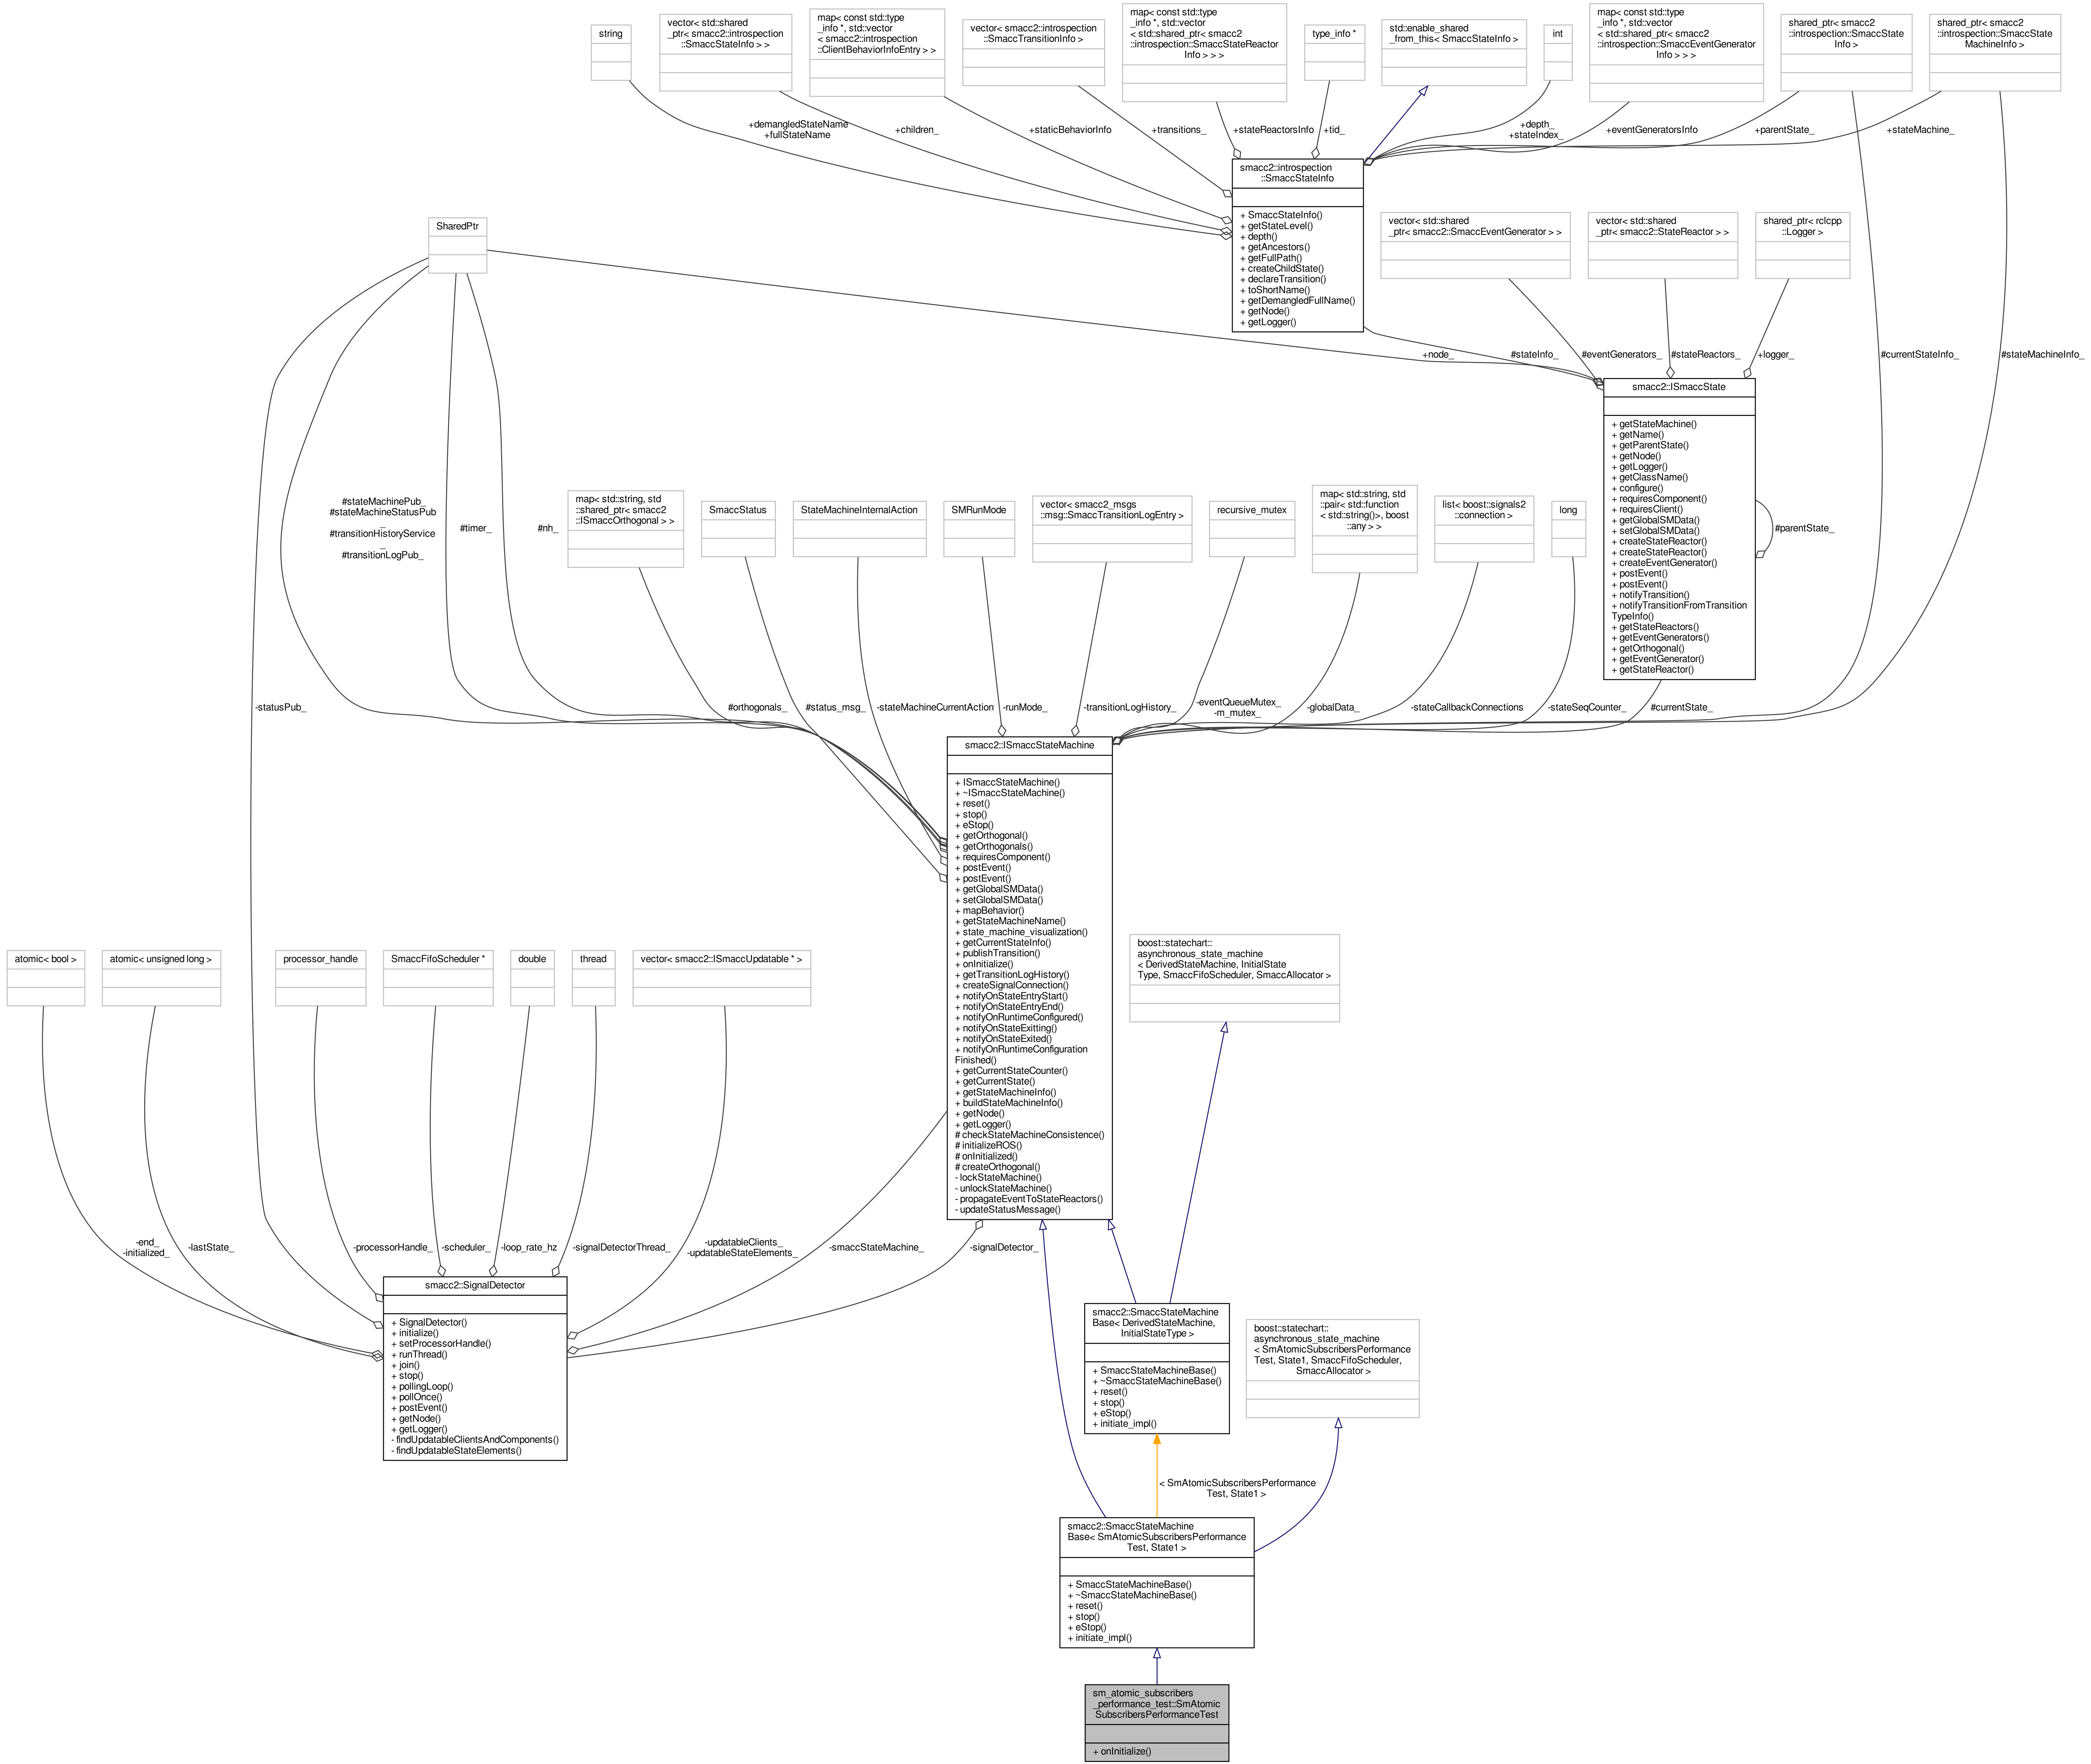 string
vector< std::shared
_ptr< smacc2::introspection
::SmaccStateInfo > >
map< const std::type
_info *, std::vector
< smacc2::introspection
::ClientBehaviorInfoEntry > >
vector< smacc2::introspection
::SmaccTransitionInfo >
map< const std::type
_info *, std::vector
< std::shared_ptr< smacc2
::introspection::SmaccStateReactor
Info > > >
type_info *
std::enable_shared
_from_this< SmaccStateInfo >
int
map< const std::type
_info *, std::vector
< std::shared_ptr< smacc2
::introspection::SmaccEventGenerator
Info > > >
shared_ptr< smacc2
::introspection::SmaccState
Info >
shared_ptr< smacc2
::introspection::SmaccState
MachineInfo >
+demangledStateName
+fullStateName
+children_
+staticBehaviorInfo
+transitions_
+stateReactorsInfo
+tid_
+depth_
+stateIndex_
+eventGeneratorsInfo
+parentState_
+stateMachine_
smacc2::introspection
::SmaccStateInfo
+ SmaccStateInfo()
+ getStateLevel()
+ depth()
+ getAncestors()
+ getFullPath()
+ createChildState()
+ declareTransition()
+ toShortName()
+ getDemangledFullName()
+ getNode()
+ getLogger()
SharedPtr
vector< std::shared
_ptr< smacc2::SmaccEventGenerator > >
vector< std::shared
_ptr< smacc2::StateReactor > >
shared_ptr< rclcpp
::Logger >
+node_
#stateInfo_
#eventGenerators_
#stateReactors_
+logger_
#currentStateInfo_
#stateMachineInfo_
smacc2::ISmaccState
+ getStateMachine()
+ getName()
+ getParentState()
+ getNode()
+ getLogger()
+ getClassName()
+ configure()
+ requiresComponent()
+ requiresClient()
+ getGlobalSMData()
+ setGlobalSMData()
+ createStateReactor()
+ createStateReactor()
+ createEventGenerator()
+ postEvent()
+ postEvent()
+ notifyTransition()
+ notifyTransitionFromTransition
TypeInfo()
+ getStateReactors()
+ getEventGenerators()
+ getOrthogonal()
+ getEventGenerator()
+ getStateReactor()
#parentState_
#stateMachinePub_
#stateMachineStatusPub
_
#transitionHistoryService
_
#transitionLogPub_
#timer_
#nh_
map< std::string, std
::shared_ptr< smacc2
::ISmaccOrthogonal > >
SmaccStatus
StateMachineInternalAction
SMRunMode
vector< smacc2_msgs
::msg::SmaccTransitionLogEntry >
recursive_mutex
map< std::string, std
::pair< std::function
< std::string()>, boost
::any > >
list< boost::signals2
::connection >
long
-statusPub_
#orthogonals_
#status_msg_
-stateMachineCurrentAction
-runMode_
-transitionLogHistory_
-eventQueueMutex_
-m_mutex_
-globalData_
-stateCallbackConnections
-stateSeqCounter_
#currentState_
smacc2::ISmaccStateMachine
+ ISmaccStateMachine()
+ ~ISmaccStateMachine()
+ reset()
+ stop()
+ eStop()
+ getOrthogonal()
+ getOrthogonals()
+ requiresComponent()
+ postEvent()
+ postEvent()
+ getGlobalSMData()
+ setGlobalSMData()
+ mapBehavior()
+ getStateMachineName()
+ state_machine_visualization()
+ getCurrentStateInfo()
+ publishTransition()
+ onInitialize()
+ getTransitionLogHistory()
+ createSignalConnection()
+ notifyOnStateEntryStart()
+ notifyOnStateEntryEnd()
+ notifyOnRuntimeConfigured()
+ notifyOnStateExitting()
+ notifyOnStateExited()
+ notifyOnRuntimeConfiguration
Finished()
+ getCurrentStateCounter()
+ getCurrentState()
+ getStateMachineInfo()
+ buildStateMachineInfo()
+ getNode()
+ getLogger()
# checkStateMachineConsistence()
# initializeROS()
# onInitialized()
# createOrthogonal()
- lockStateMachine()
- unlockStateMachine()
- propagateEventToStateReactors()
- updateStatusMessage()
atomic< bool >
atomic< unsigned long >
processor_handle
SmaccFifoScheduler *
double
thread
vector< smacc2::ISmaccUpdatable * >
boost::statechart::
asynchronous_state_machine
< DerivedStateMachine, InitialState
Type, SmaccFifoScheduler, SmaccAllocator >
-end_
-initialized_
-lastState_
-processorHandle_
-scheduler_
-loop_rate_hz
-signalDetectorThread_
-updatableClients_
-updatableStateElements_
-smaccStateMachine_
-signalDetector_
smacc2::SignalDetector
+ SignalDetector()
+ initialize()
+ setProcessorHandle()
+ runThread()
+ join()
+ stop()
+ pollingLoop()
+ pollOnce()
+ postEvent()
+ getNode()
+ getLogger()
- findUpdatableClientsAndComponents()
- findUpdatableStateElements()
smacc2::SmaccStateMachine
Base< DerivedStateMachine,
InitialStateType >
+ SmaccStateMachineBase()
+ ~SmaccStateMachineBase()
+ reset()
+ stop()
+ eStop()
+ initiate_impl()
boost::statechart::
asynchronous_state_machine
< SmAtomicSubscribersPerformance
Test, State1, SmaccFifoScheduler,
SmaccAllocator >
< SmAtomicSubscribersPerformance
Test, State1 >
smacc2::SmaccStateMachine
Base< SmAtomicSubscribersPerformance
Test, State1 >
+ SmaccStateMachineBase()
+ ~SmaccStateMachineBase()
+ reset()
+ stop()
+ eStop()
+ initiate_impl()
sm_atomic_subscribers
_performance_test::SmAtomic
SubscribersPerformanceTest
+ onInitialize()